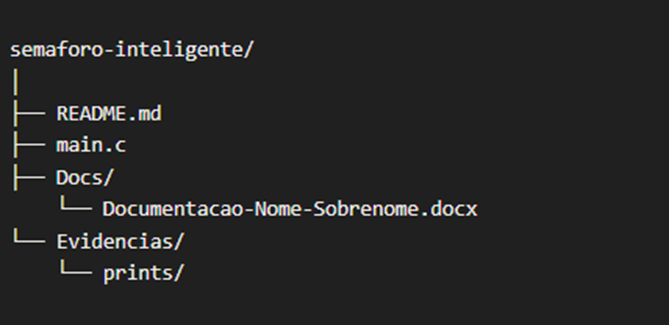 semaforo-inteligente/
│
├── README.md
├── main.c
├── Docs/
    └── Documentacao-Nome-Sobrenome.docx
└── Evidencias/
    └── prints/